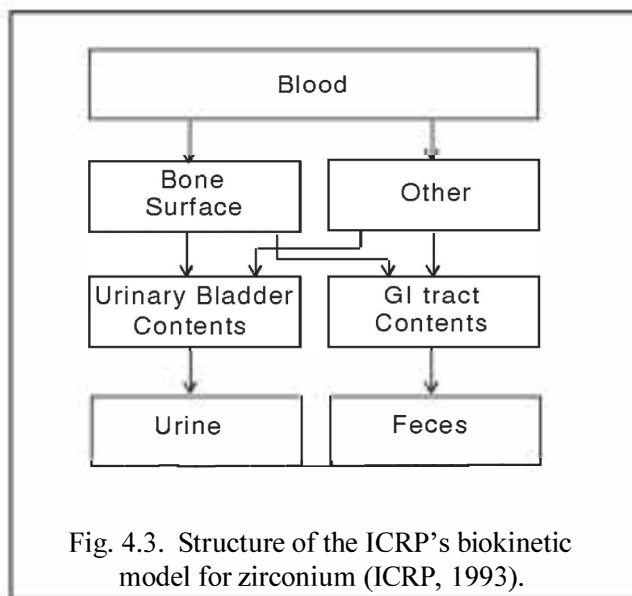 Blood
Bone
Surface
Other
Urinary Bladder
Contents
GI tract
Contents
Urine
Feces
Fig. 4.3. Structure of the ICRP's biokinetic
model for zirconium (ICRP, 1993).